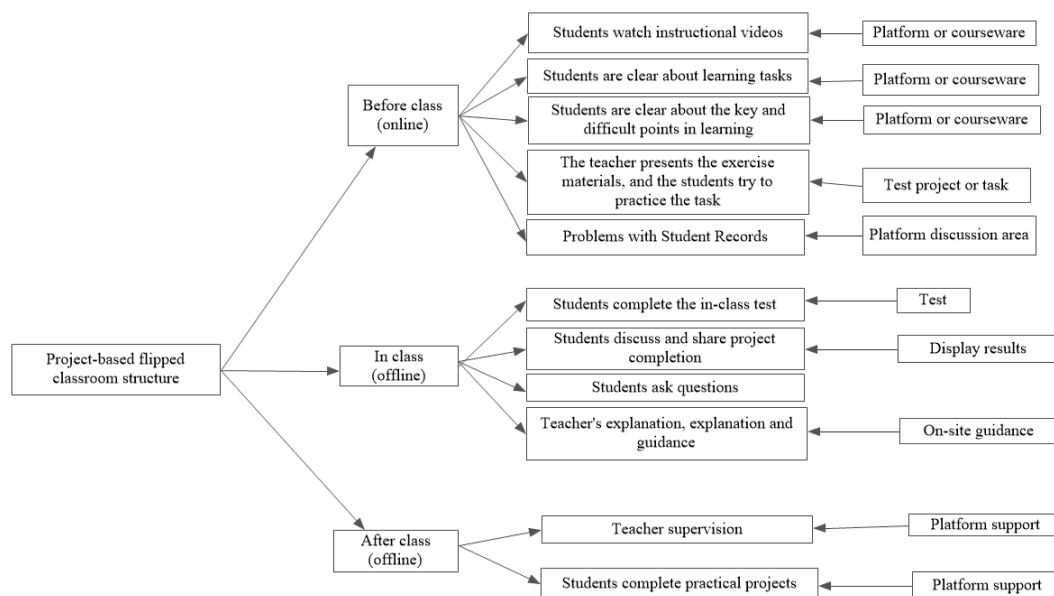 Students watch instructional videos
Platform or courseware
Students are clear about learning tasks
Platform or courseware
Before class
(online)
Students are clear about the key and
difficult points in learning
Platform or courseware
The teacher presents the exercise
materials, and the students try to
practice the task
Test project or task
Problems with Student Records
Platform discussion area
Project-based flipped
classroom structure
In class
(offline)
Students complete the in-class test
Test
Students discuss and share project
completion
Display results
Students ask questions
Teacher's explanation, explanation and
guidance
On-site guidance
After class
(offline)
Teacher supervision
Platform support
Students complete practical projects
Platform support